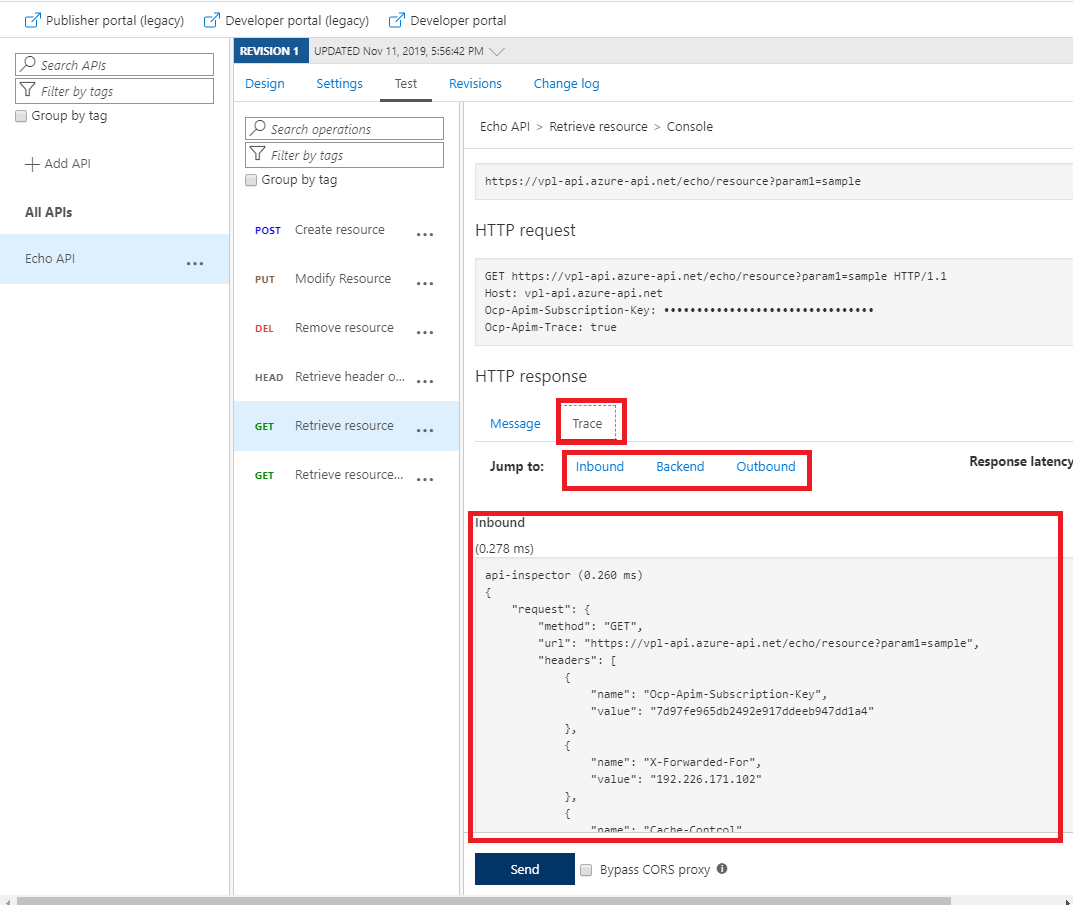 Publisher portal (legacy) Developer portal (legacy) Developer portal
Search APIs
Filter by tags
Group by tag
Add API
All APIs
Echo API ...
REVISION 1 UPDATED Nov 11, 2019, 5:56:42 PM
Design Settings Test Revisions Change log
Search operations
Filter by tags
Group by tag
POST Create resource ...
PUT Modify Resource ...
DEL Remove resource ...
HEAD Retrieve header o... ...
GET Retrieve resource ...
GET Retrieve resource... ...
Echo API > Retrieve resource > Console
https://vpl-api.azure-api.net/echo/resource?param1=sample
HTTP request
GET https://vpl-api.azure-api.net/echo/resource?param1=sample HTTP/1.1
Host: vpl-api.azure-api.net
Ocp-Apim-Subscription-Key: ••••••••••••••••••••••••••••••••
Ocp-Apim-Trace: true
HTTP response
Message Trace
Jump to: Inbound Backend Outbound Response latency
Inbound
(0.278 ms)
api-inspector (0.260 ms)
{
"request": {
"method": "GET",
"url": "https://vpl-api.azure-api.net/echo/resource?param1=sample",
"headers": [
{
"name": "Ocp-Apim-Subscription-Key",
"value": "7d97fe965db2492e917ddeeb947dd1a4"
},
{
"name": "X-Forwarded-For",
"value": "192.226.171.102"
},
{
"name": "Cache-Control"
Send Bypass CORS proxy